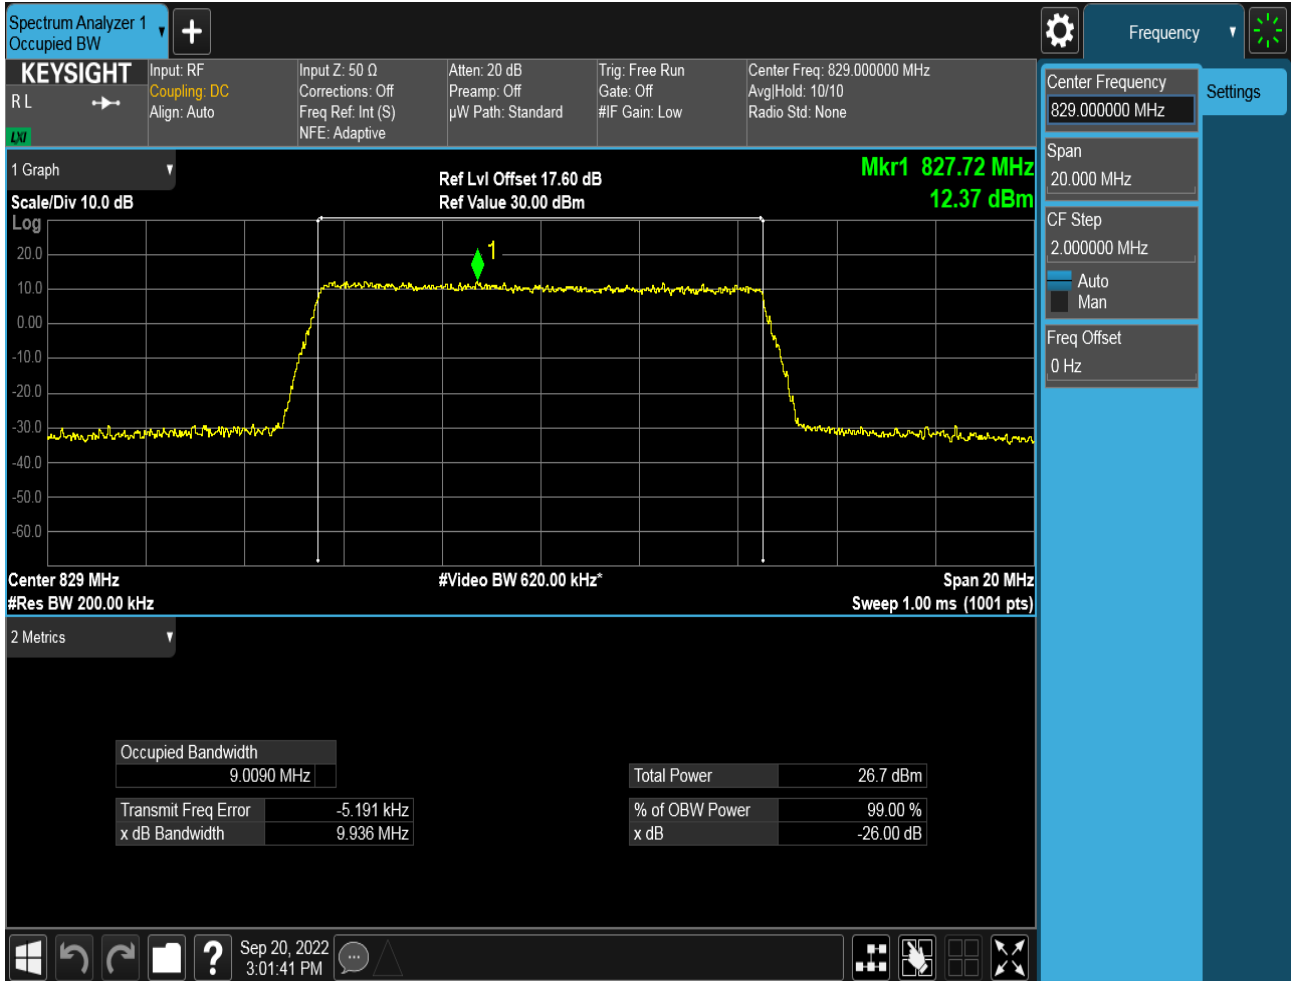 Spectrum Analyzer 1
Occupied BW
Frequency
KEYSIGHT
R L
LXI
Input: RF
Coupling: DC
Align: Auto
Input Z: 50 Ω
Corrections: Off
Freq Ref: Int (S)
NFE: Adaptive
Atten: 20 dB
Preamp: Off
µW Path: Standard
Trig: Free Run
Gate: Off
#IF Gain: Low
Center Freq: 829.000000 MHz
Avg|Hold: 10/10
Radio Std: None
Center Frequency
829.000000 MHz
Settings
Span
20.000 MHz
CF Step
2.000000 MHz
Auto
Man
Freq Offset
0 Hz
1 Graph
Scale/Div 10.0 dB
Ref Lvl Offset 17.60 dB
Ref Value 30.00 dBm
Mkr1 827.72 MHz
12.37 dBm
Log
1
20.0
10.0
0.00
-10.0
-20.0
-30.0
-40.0
-50.0
-60.0
Center 829 MHz
#Video BW 620.00 kHz*
Span 20 MHz
#Res BW 200.00 kHz
Sweep 1.00 ms (1001 pts)
2 Metrics
Occupied Bandwidth
9.0090 MHz
Total Power 26.7 dBm
Transmit Freq Error -5.191 kHz
% of OBW Power 99.00 %
x dB Bandwidth 9.936 MHz
x dB -26.00 dB
?
Sep 20, 2022
3:01:41 PM